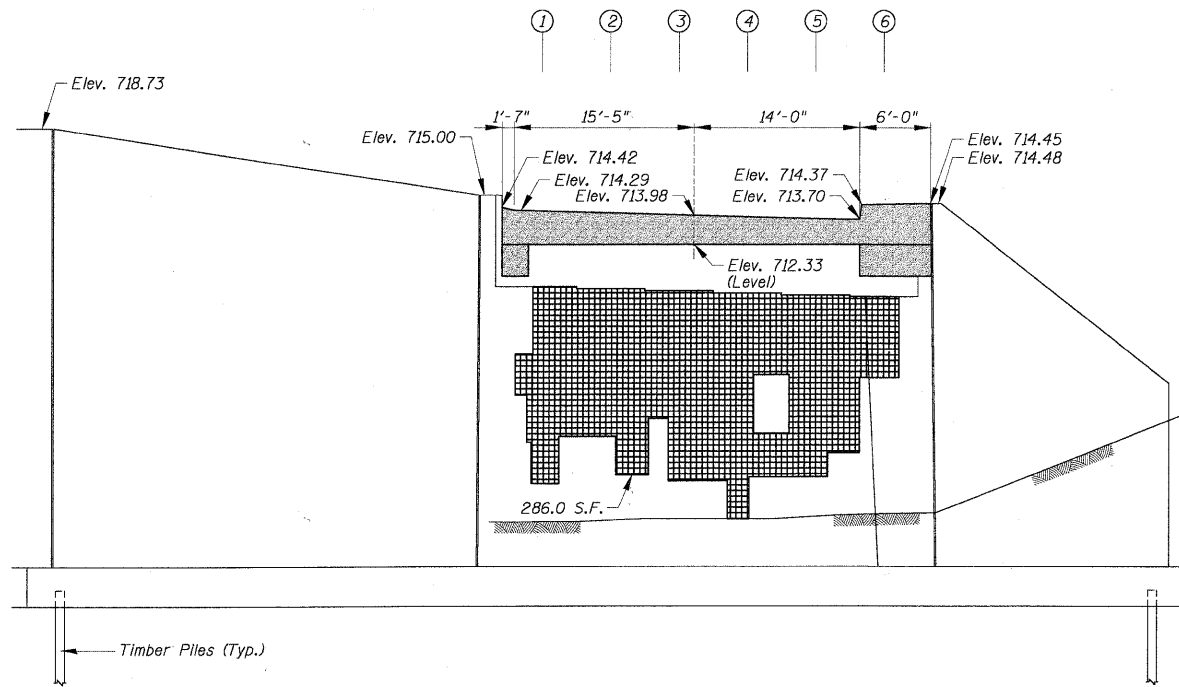 1 2 3 4 5 6
Elev. 718.73
1'-7" 15'-5" 14'-0" 6'-0"
Elev. 715.00
Elev. 714.42
Elev. 714.29
Elev. 713.98
Elev. 714.37
Elev. 713.70
Elev. 714.45
Elev. 714.48
Elev. 712.33
(Level)
286.0 S.F.
Timber Piles (Typ.)